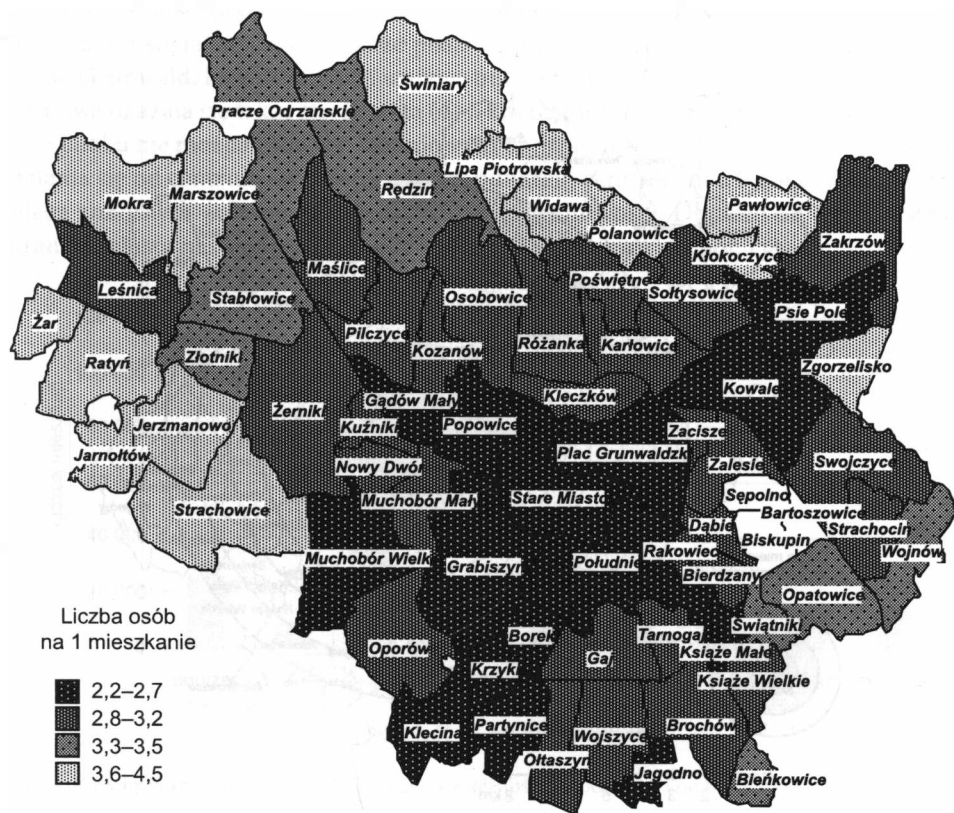 Świniary
Pracze Odrzańskie
Lipa Piotrowska
Rędzin
Mokra
Marszowice
Widawa
Pawłowice
Polanowice
Zakrzów
Kłokoczyce
Maślice
Leśnica
Stabłowice
Osobowice
Poświętne
Sołtysowice
Psie Pole
Żar
Pilczyce
Różanka
Karłowice
Ratyń
Złotniki
Kozanów
Zgorzelisko
Kowale
Kleczków
Gądów Mały
Jerzmanowo
Żerniki
Kuźniki
Popowice
Zacisze
Jarnołtów
Plac Grunwaldzk
Zalesie
Swojczyce
Nowy Dwór
Strachowice
Muchobór Mały
Stare Miasto
Sępolno
Bartoszowice
Dąbie
Strachocin
Biskupin
Wojnów
Muchobór Wielk
Rakowiec
Grabiszyn
Południe
Bierdzany
Opatowice
Liczba osób
na 1 mieszkanie
Świątniki
Borek
Tarnogaj
Oporów
Gaj
Książe Małe
Krzyki
Książe Wielkie
2,2–2,7
2,8–3,2
3,3–3,5
3,6–4,5
Klecina
Partynice
Wojszyce
Brochów
Ołtaszyn
Jagodno
Bieńkowice